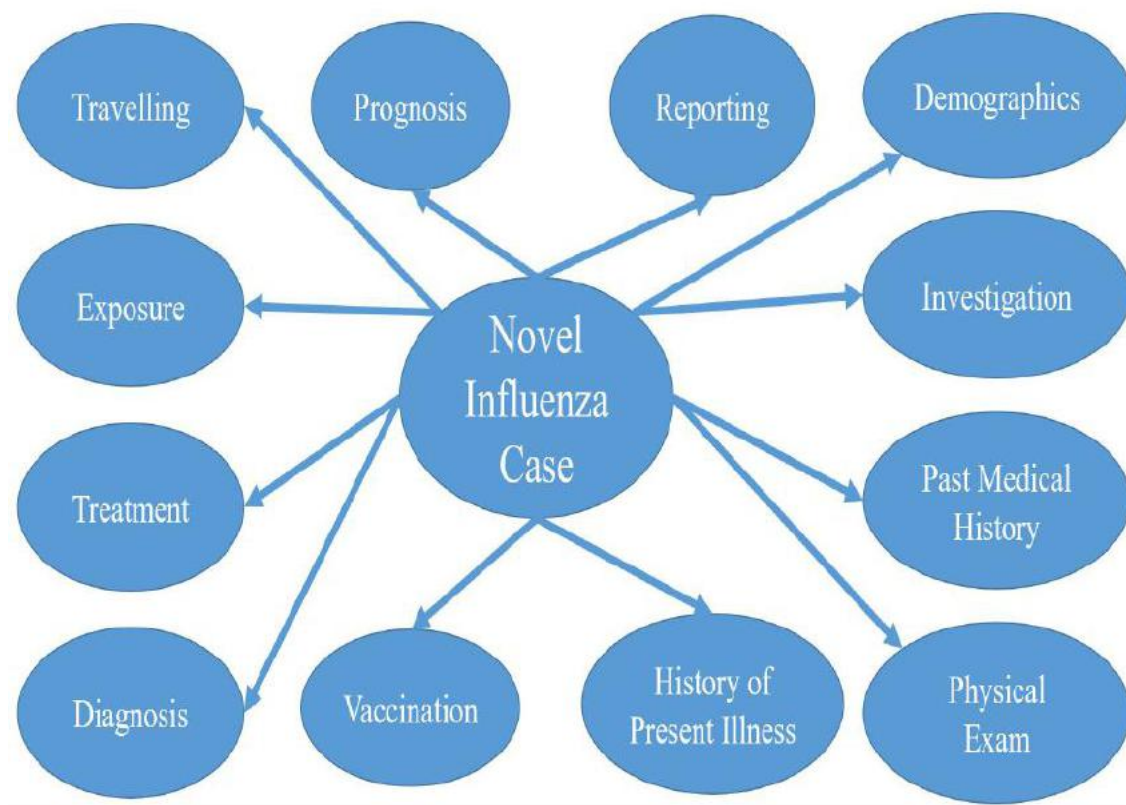 Travelling
Prognosis
Reporting
Demographics
Exposure
Investigation
Novel
Influenza
Case
Treatment
Past Medical
History
Diagnosis
Vaccination
History of
Present Illness
Physical
Exam